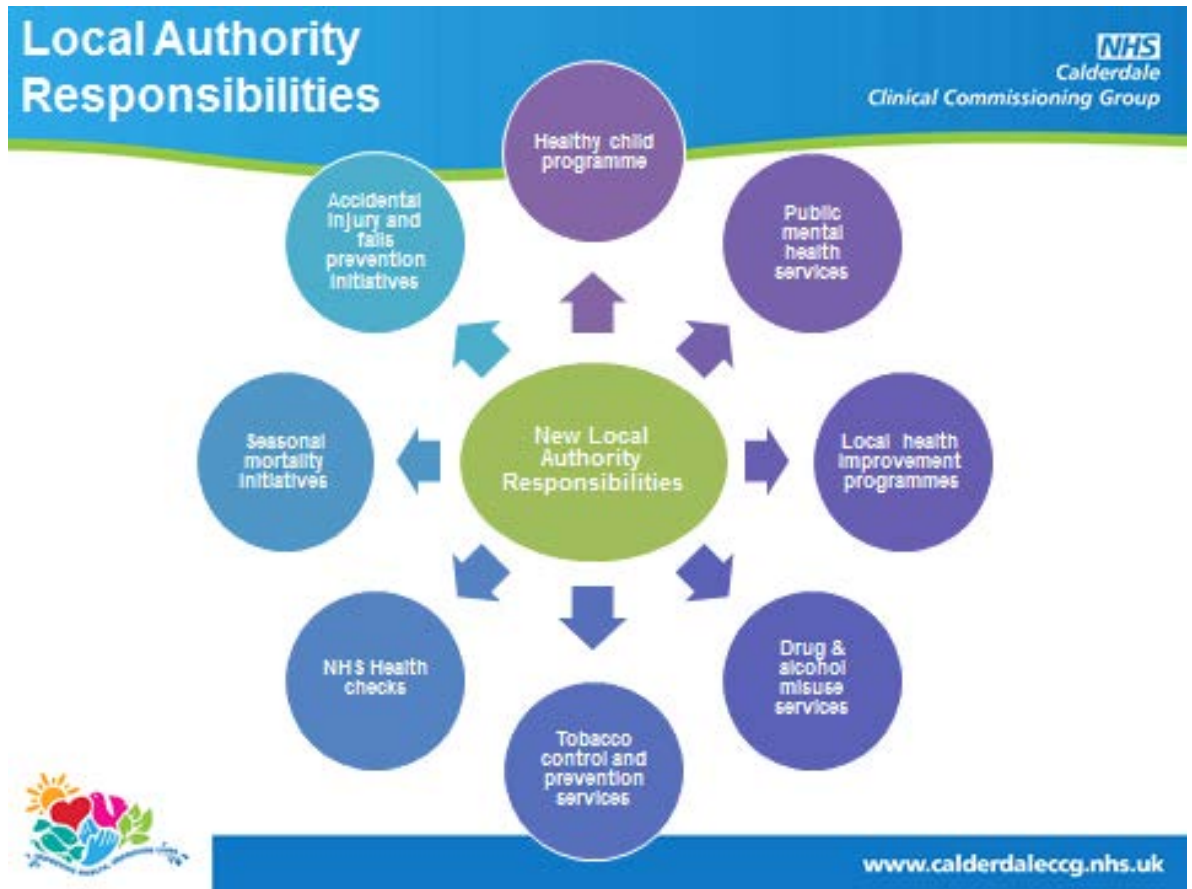 Local Authority
Responsibilities
NHS
Calderdale
Clinical Commissioning Group
Healthy child
programme
Public
mental
health
services
Local health
improvement
programmes
Drug &
alcohol
misuse
services
Tobacco
control and
prevention
services
NHS Health
checks
Seasonal
mortality
initiatives
Accidental
injury and
falls
prevention
initiatives
New Local
Authority
Responsibilities
www.calderdaleccg.nhs.uk